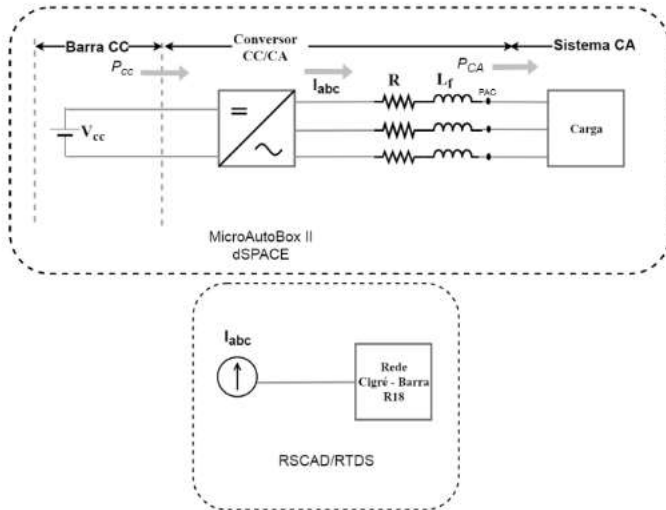 Barra CC
Conversor
CC/CA
Sistema CA
Pcc
Iabc
R
Lf
PCA
PAC
Vcc
Carga
MicroAutoBox II
dSPACE
Iabc
Rede
Cigré - Barra
R18
RSCAD/RTDS